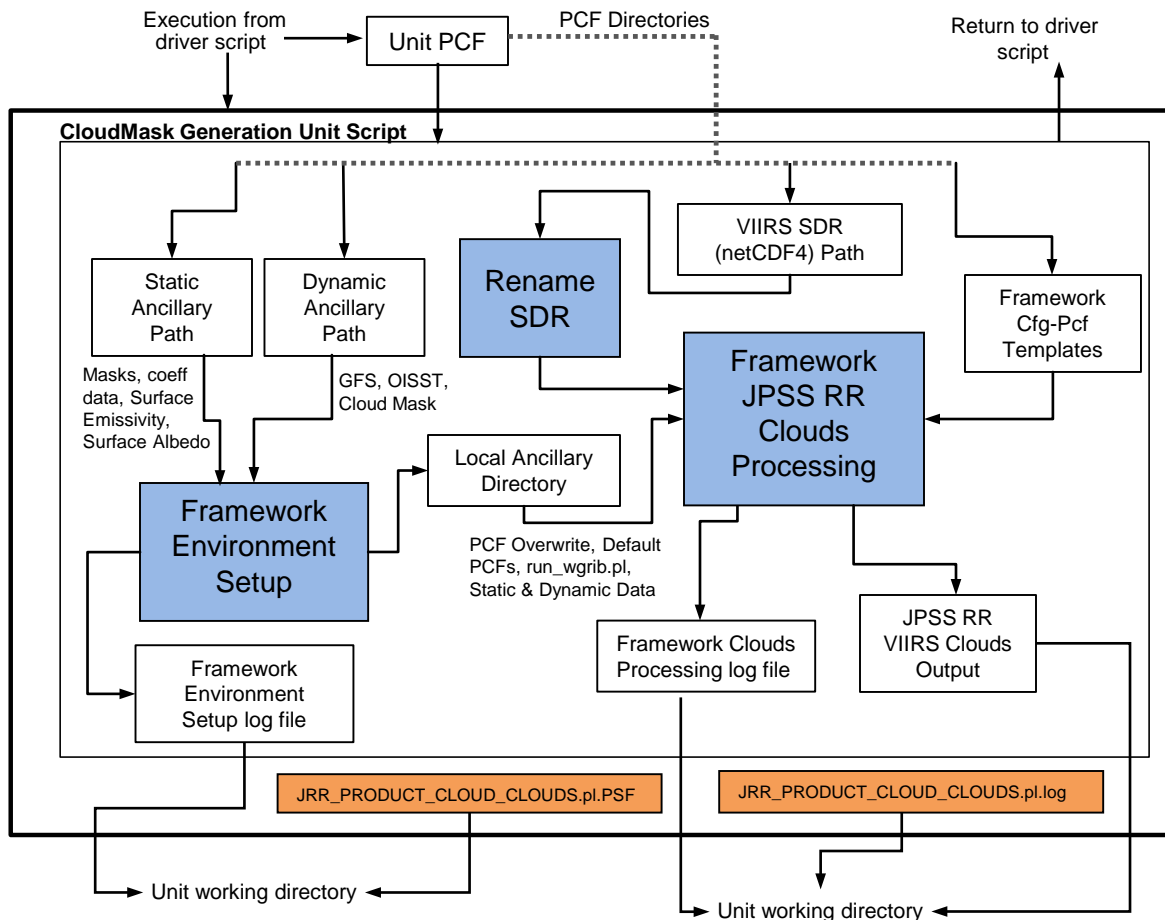 Execution from
driver script
Unit PCF
PCF Directories
Return to driver
script
CloudMask Generation Unit Script
Static
Ancillary
Path
Dynamic
Ancillary
Path
Rename
SDR
VIIRS SDR
(netCDF4) Path
Framework
Cfg-Pcf
Templates
Masks, coeff
data, Surface
Emissivity,
Surface Albedo
GFS, OISST,
Cloud Mask
Framework
JPSS RR
Clouds
Processing
Local Ancillary
Directory
Framework
Environment
Setup
PCF Overwrite, Default
PCFs, run_wgrib.pl,
Static & Dynamic Data
Framework
Environment
Setup log file
Framework Clouds
Processing log file
JPSS RR
VIIRS Clouds
Output
JRR_PRODUCT_CLOUD_CLOUDS.pl.PSF
JRR_PRODUCT_CLOUD_CLOUDS.pl.log
Unit working directory
Unit working directory